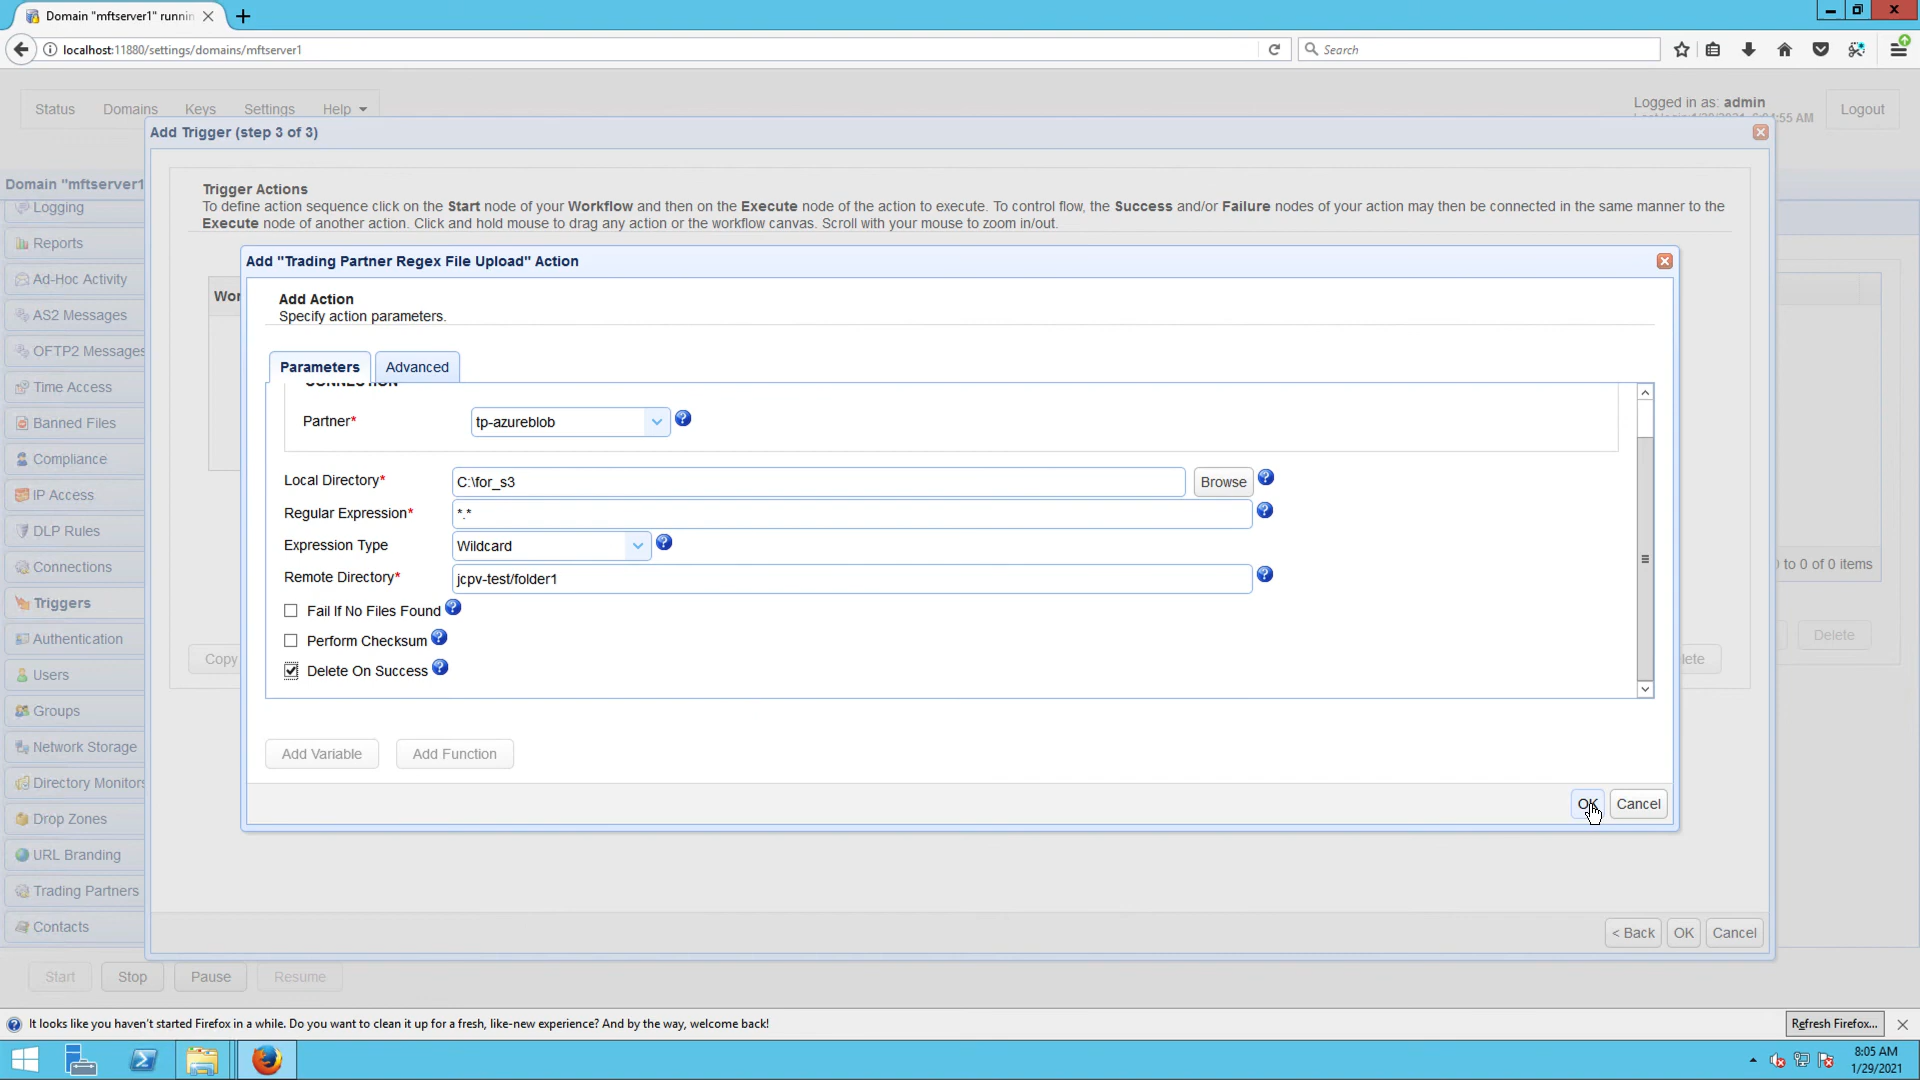 Domain "mftserver1" runnin
localhost:11880/settings/domains/mftserver1
Search
Status Domains Keys Settings Help
Logged in as: admin
:55 AM
Logout
Add Trigger (step 3 of 3)
Domain "mftserver1
Trigger Actions
To define action sequence click on the Start node of your Workflow and then on the Execute node of the action to execute. To control flow, the Success and/or Failure nodes of your action may then be connected in the same manner to the
Execute node of another action. Click and hold mouse to drag any action or the workflow canvas. Scroll with your mouse to zoom in/out.
Logging
Reports
Ad-Hoc Activity
AS2 Messages
OFTP2 Messages
Time Access
Banned Files
Compliance
IP Access
DLP Rules
Connections
Triggers
Authentication
Users
Groups
Network Storage
Directory Monitors
Drop Zones
URL Branding
Trading Partners
Contacts
Wor
Copy
Add "Trading Partner Regex File Upload" Action
Add Action
Specify action parameters.
Parameters Advanced
CONNECTION
Partner* tp-azureblob
Local Directory* C:\for_s3 Browse
Regular Expression* *.*
Expression Type Wildcard
Remote Directory* jcpv-test/folder1
Fail If No Files Found
Perform Checksum
Delete On Success
Add Variable Add Function
OK Cancel
to 0 of 0 items
Delete
lete
< Back OK Cancel
Start Stop Pause Resume
It looks like you haven't started Firefox in a while. Do you want to clean it up for a fresh, like-new experience? And by the way, welcome back!
Refresh Firefox...
8:05 AM
1/29/2021